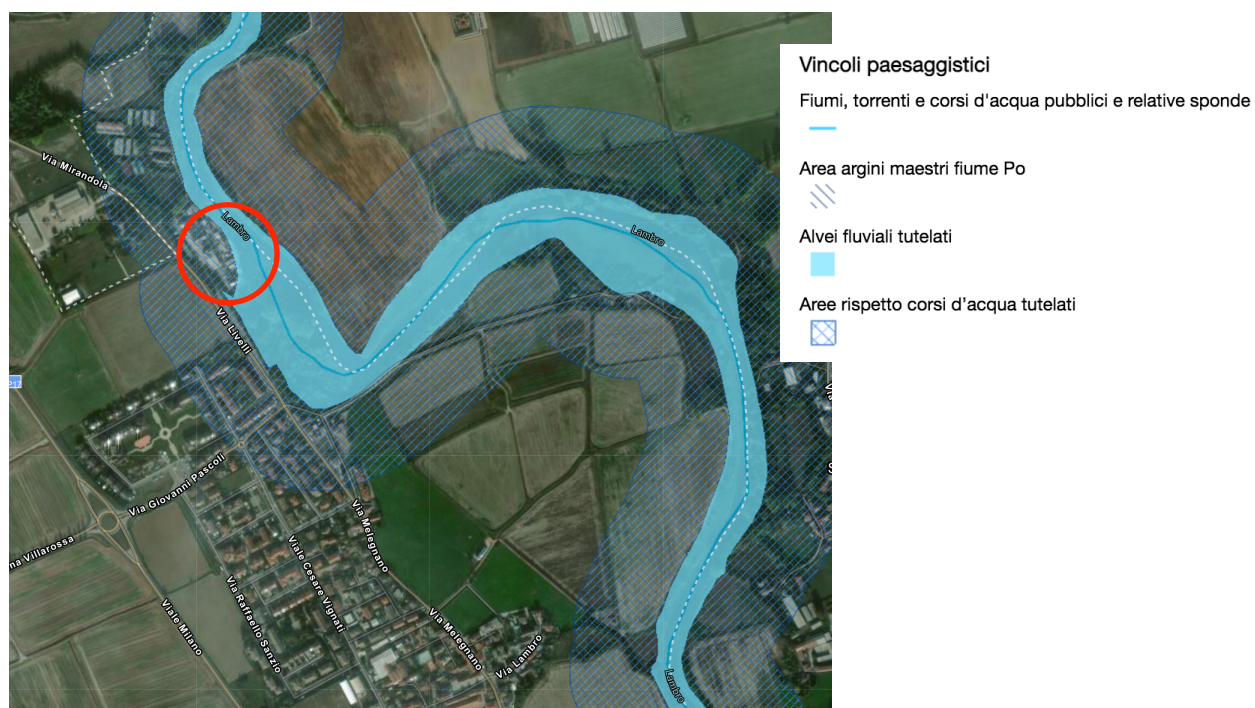 Vincoli paesaggistici
Fiumi, torrenti e corsi d'acqua pubblici e relative sponde
Area argini maestri fiume Po
Alvei fluviali tutelati
Aree rispetto corsi d'acqua tutelati
Via Mirandola
Lambro
Lambro
Via Livelli
Via Giovanni Pascoli
na Villarossa
Via Melegnano
Viale Cesare Vignati
Via Raffaello Sanzio
Viale Milano
Via Melegnano
Via Lambro
Lambro